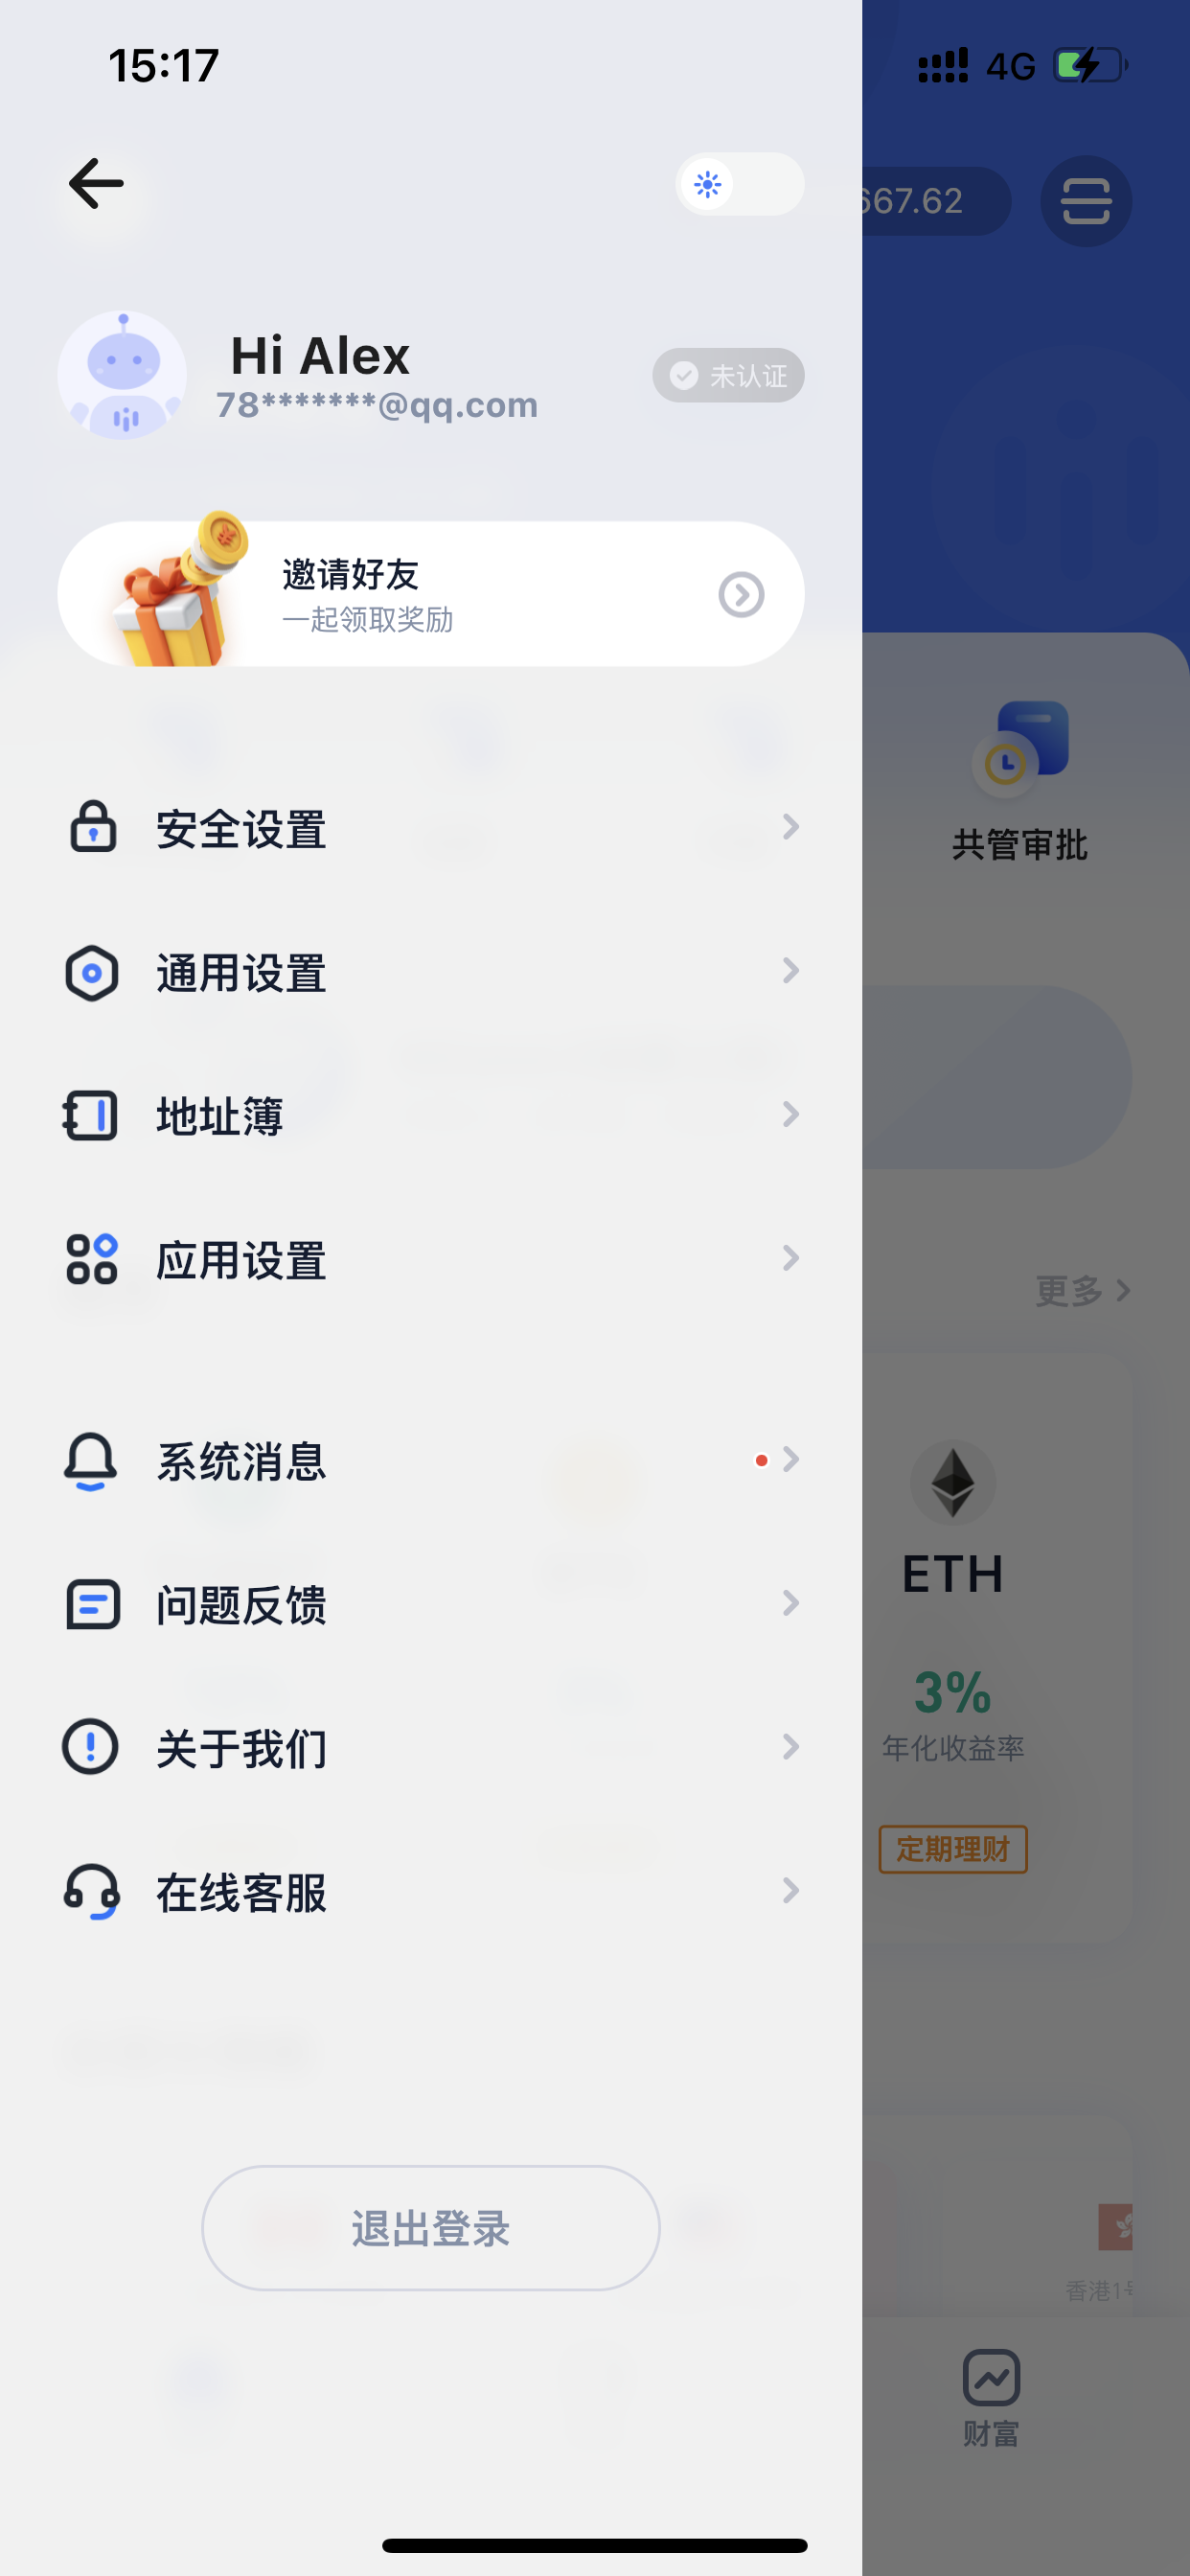 15:17
4G
667.62
Hi Alex
78*******@qq.com
未认证
邀请好友
一起领取奖励
共管审批
安全设置
通用设置
地址簿
应用设置
更多
系统消息
ETH
问题反馈
3%
关于我们
年化收益率
定期理财
在线客服
退出登录
香港1号
财富